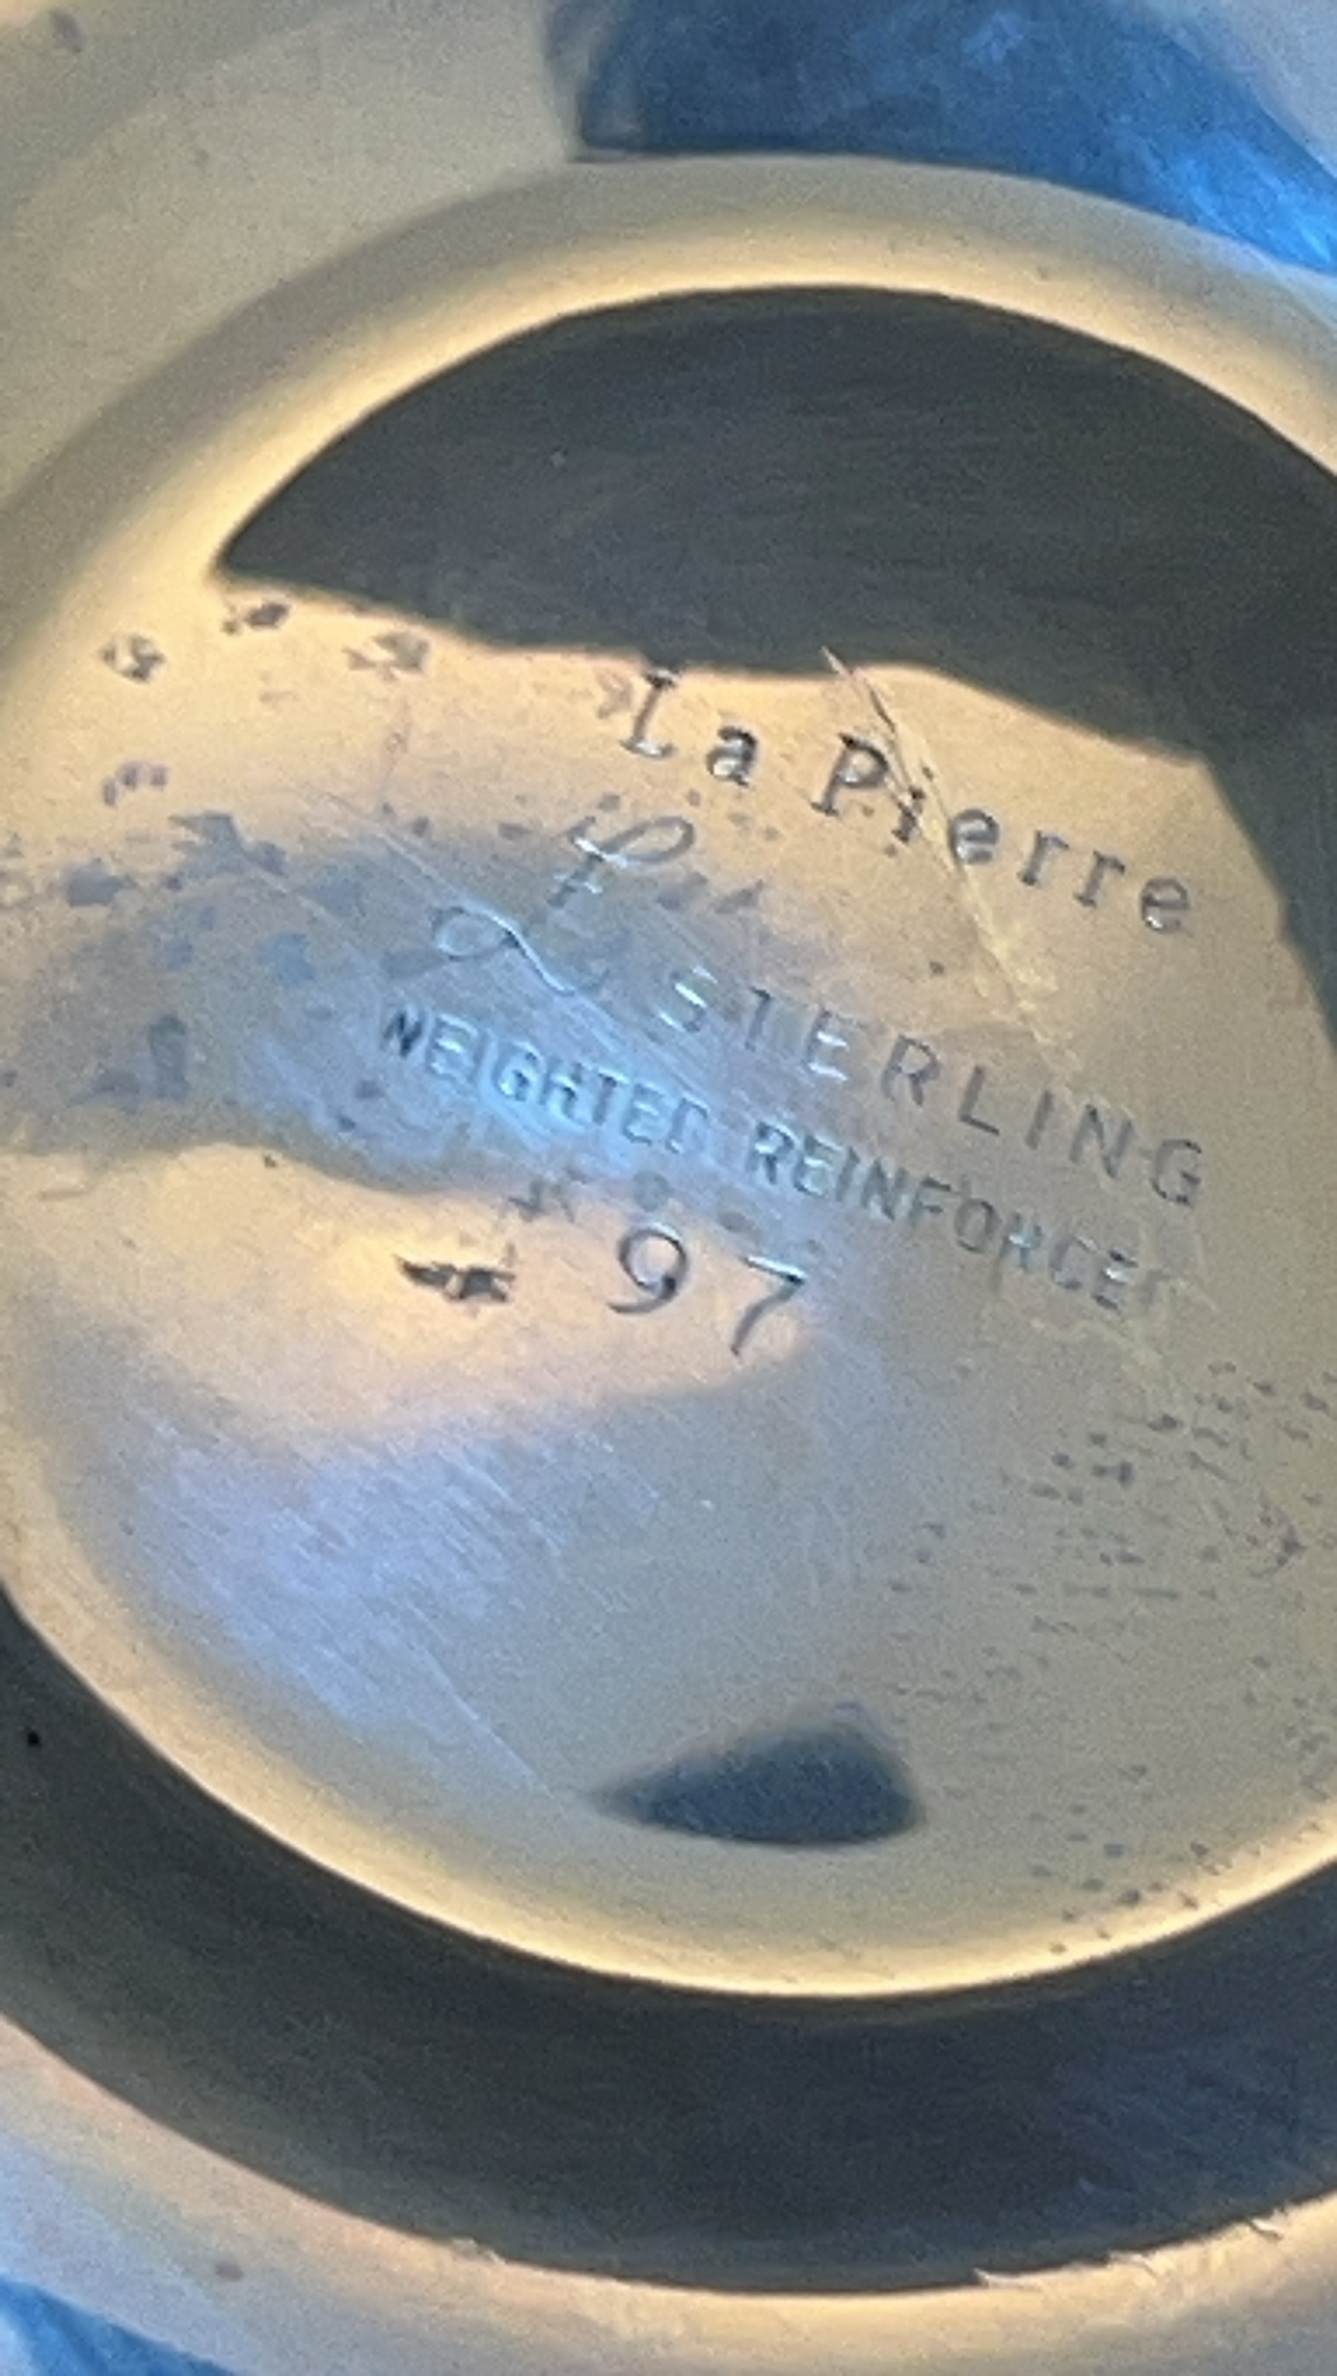 La Pierre
STERLING
WEIGHTED REINFORCED
97